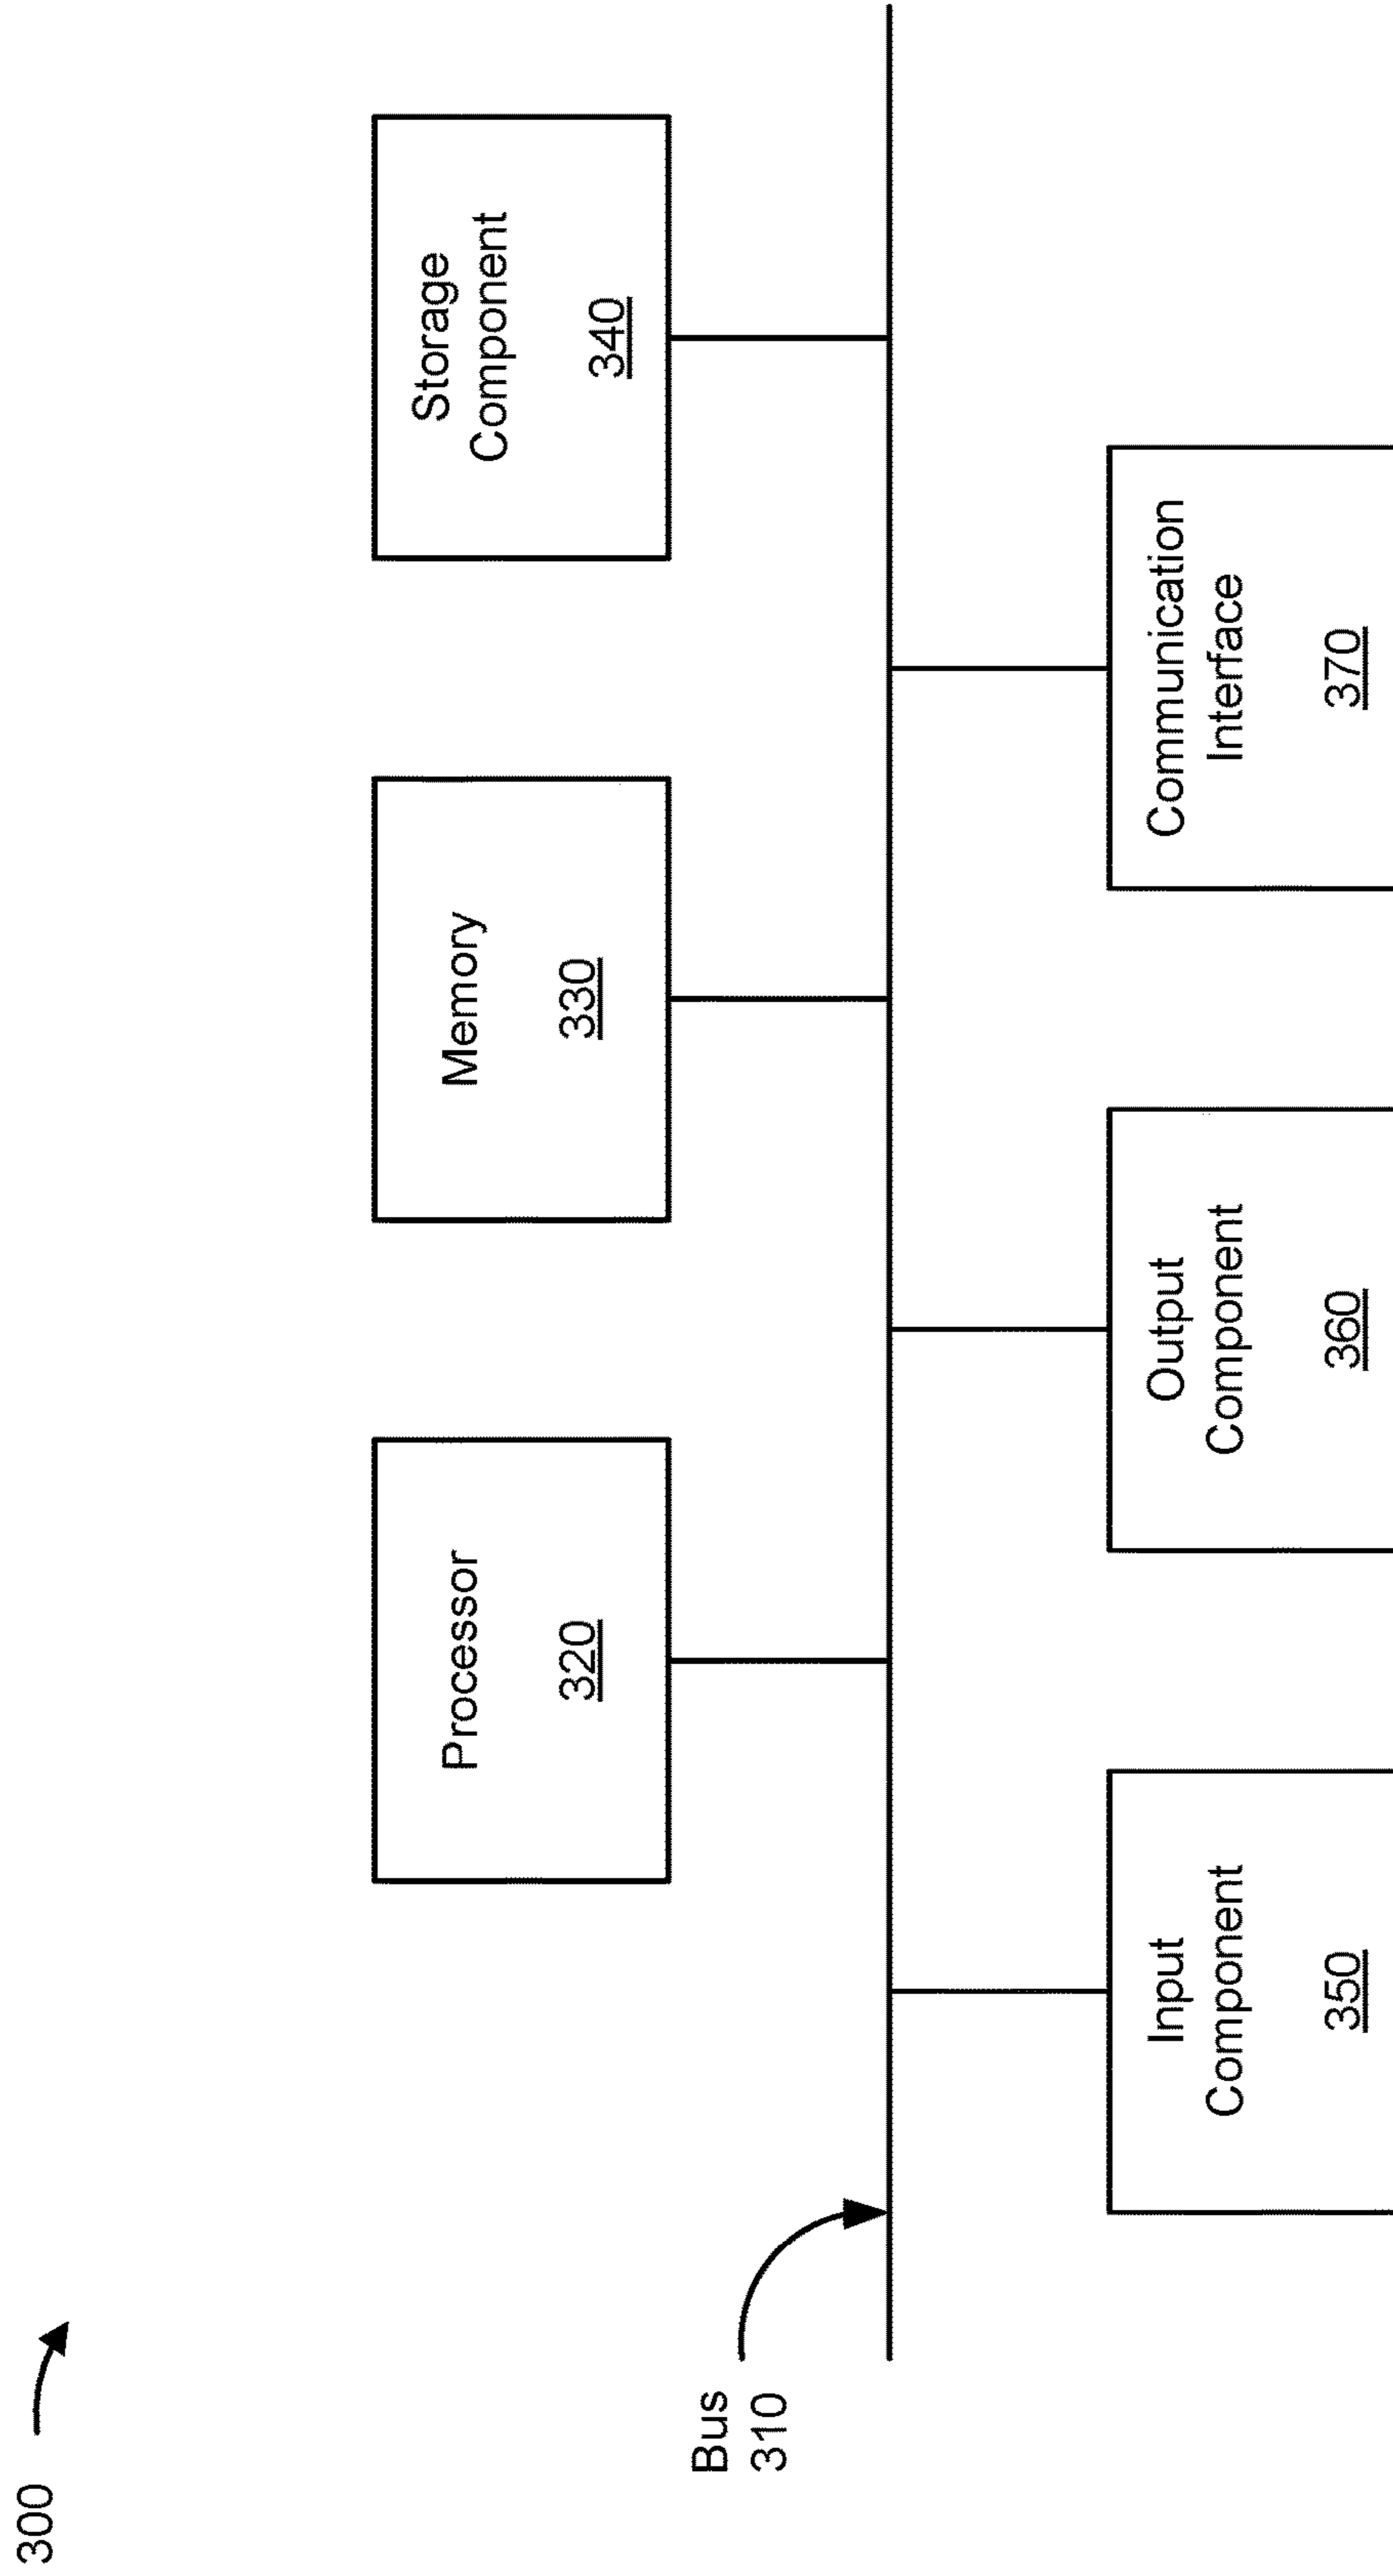 300
Processor
320
Memory
330
Storage
Component
340
Bus
310
Input
Component
350
Output
Component
360
Communication
Interface
370